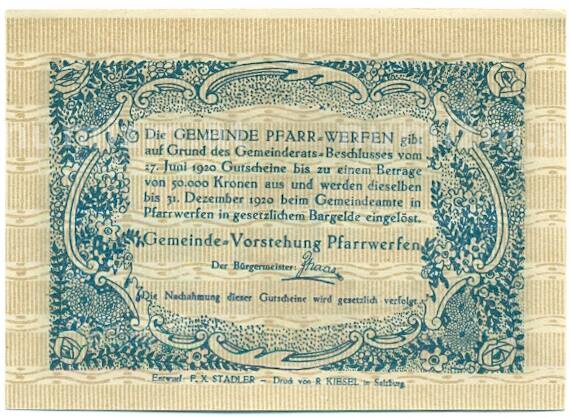 Die GEMEINDE PFARR-WERFEN gibt
auf Grund des Gemeinderats-Beschlusses vom
27. Juni 1920 Gutscheine bis zu einem Betrage
von 50.000 Kronen aus und werden dieselben
bis 31. Dezember 1920 beim Gemeindeamte in
Pfarrwerfen in gesetzlichem Bargelde eingelöst.
Gemeinde-Vorstehung Pfarrwerfen
Der Bürgermeister:
Die Nachahmung dieser Gutscheine wird gesetzlich verfolgt.
Entwurf: F. X. STADLER – Druck von R. KIESEL in Salzburg.